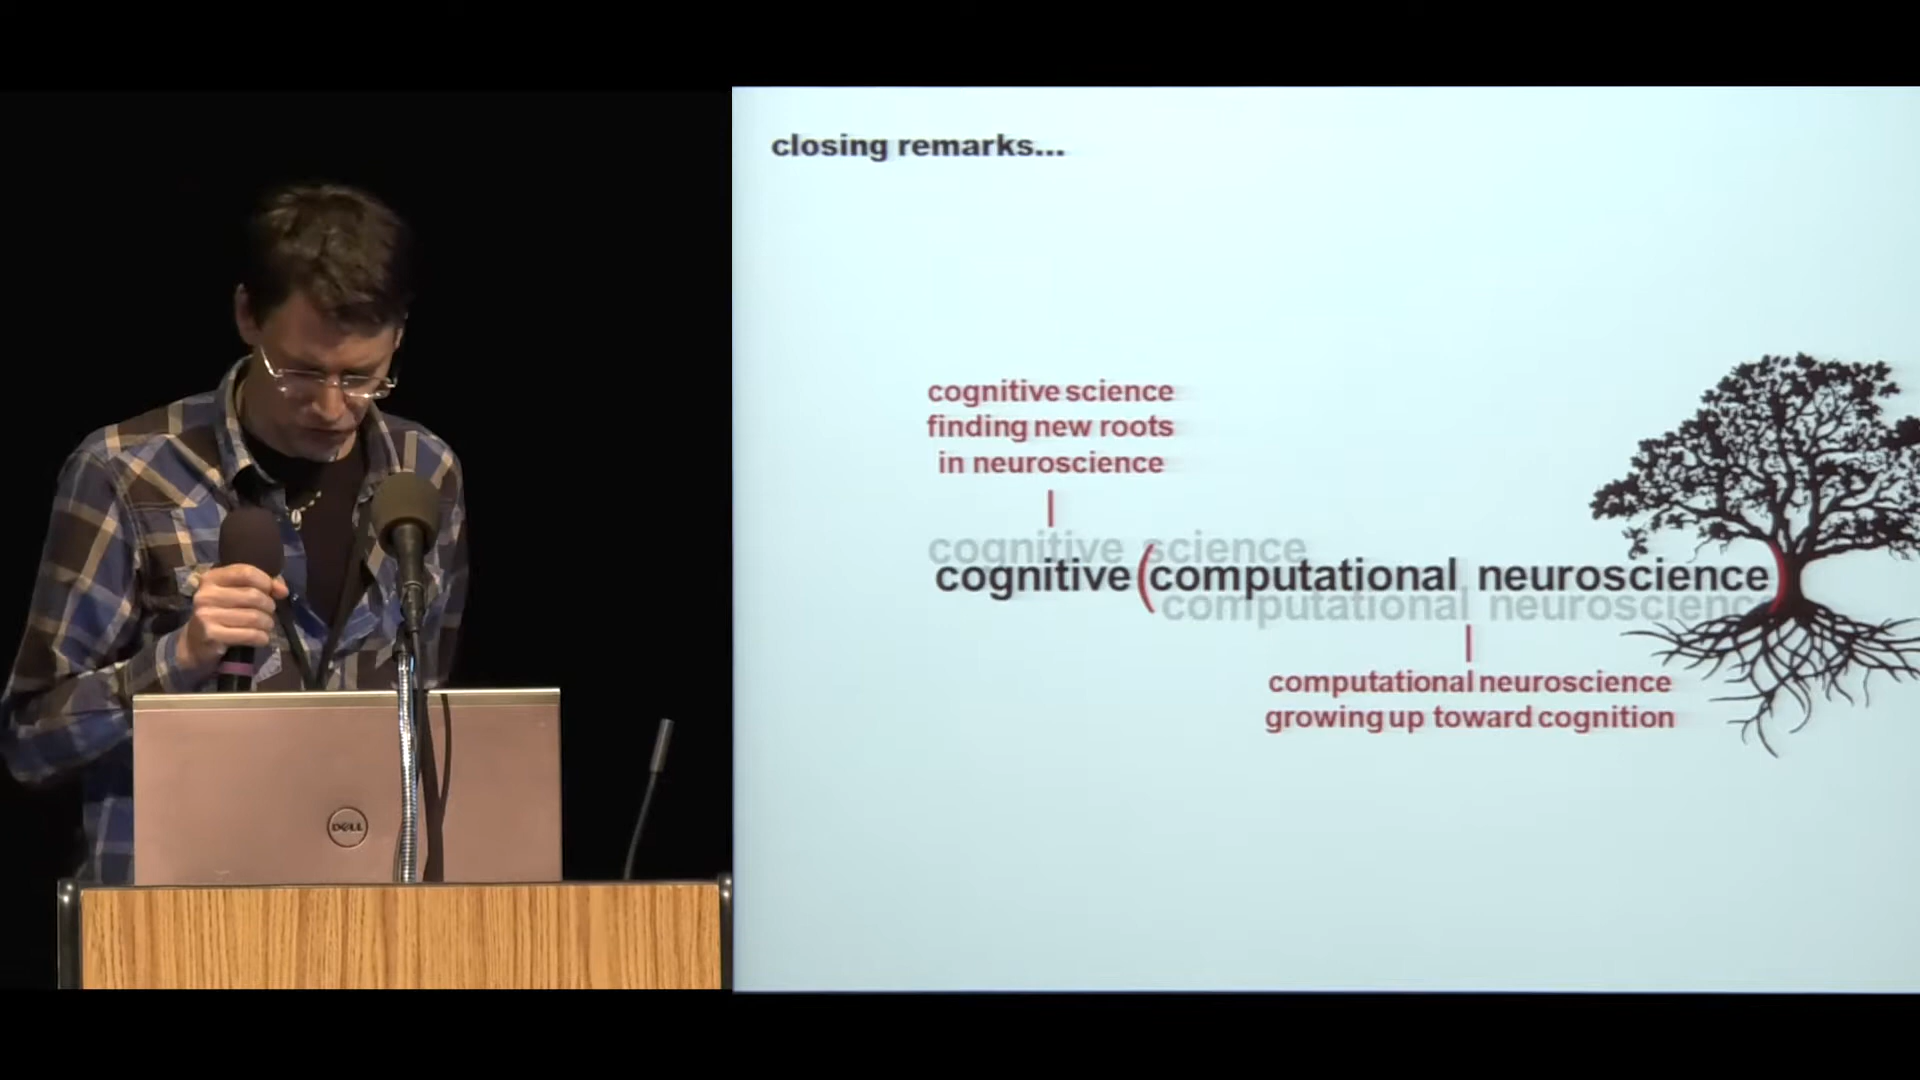 closing remarks...
cognitive science
finding new roots
in neuroscience
cognitive science
cognitive (computational neuroscience)
computational neuroscience
computational neuroscience
growing up toward cognition
DELL